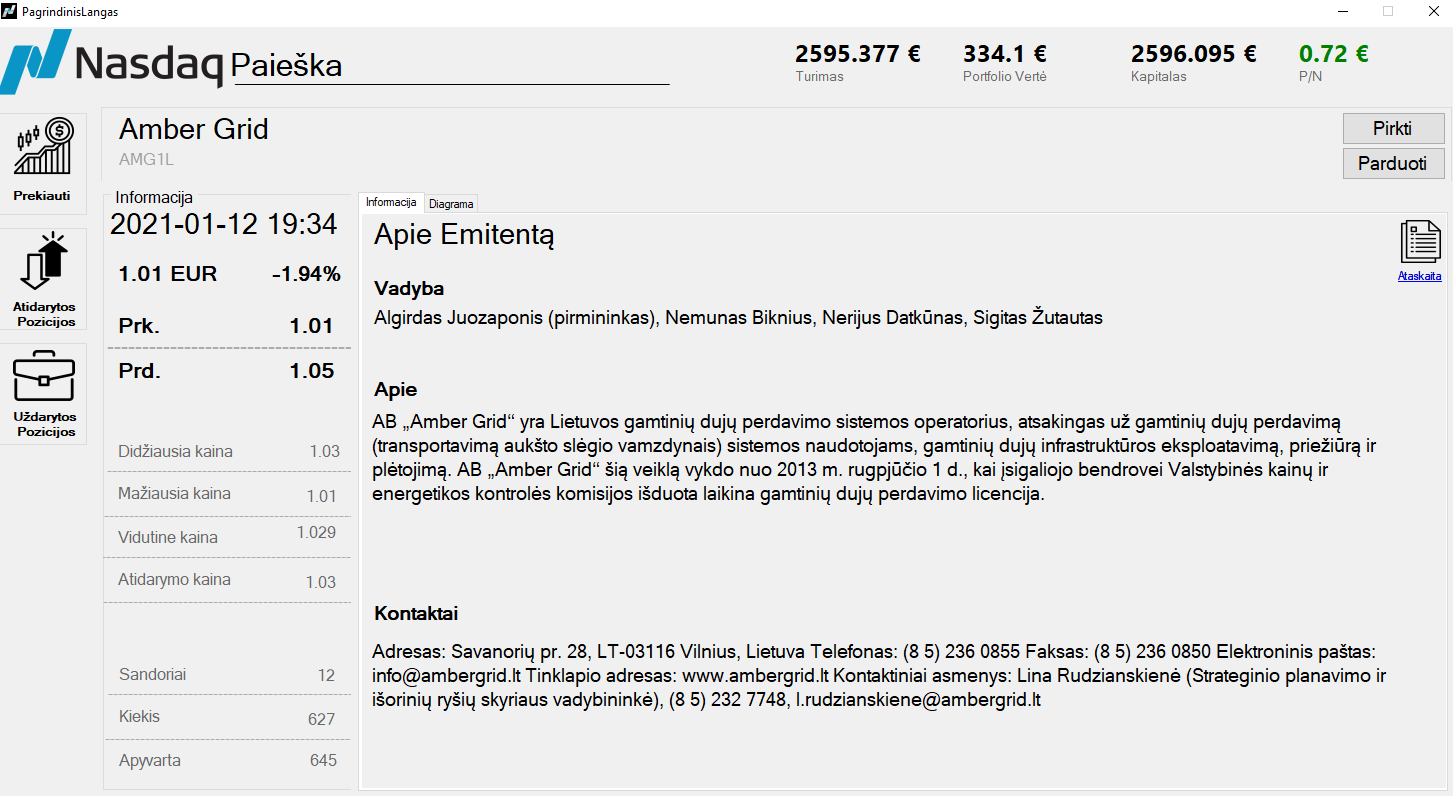 PagrindinisLangas
Nasdaq
Paieška
2595.377 €
Turimas
334.1 €
Portfolio Vertė
2596.095 €
Kapitalas
0.72 €
P/N
Prekiauti
Atidarytos
Pozicijos
Uždarytos
Pozicijos
Amber Grid
AMG1L
Pirkti
Parduoti
Informacija
2021-01-12 19:34
1.01 EUR -1.94%
Prk. 1.01
Prd. 1.05
Didžiausia kaina 1.03
Mažiausia kaina 1.01
Vidutine kaina 1.029
Atidarymo kaina 1.03
Sandoriai 12
Kiekis 627
Apyvarta 645
Informacija Diagrama
Apie Emitentą
Ataskaita
Vadyba
Algirdas Juozaponis (pirmininkas), Nemunas Biknius, Nerijus Datkūnas, Sigitas Žutautas
Apie
AB „Amber Grid“ yra Lietuvos gamtinių dujų perdavimo sistemos operatorius, atsakingas už gamtinių dujų perdavimą
(transportavimą aukšto slėgio vamzdynais) sistemos naudotojams, gamtinių dujų infrastruktūros eksploatavimą, priežiūrą ir
plėtojimą. AB „Amber Grid“ šią veiklą vykdo nuo 2013 m. rugpjūčio 1 d., kai įsigaliojo bendrovei Valstybinės kainų ir
energetikos kontrolės komisijos išduota laikina gamtinių dujų perdavimo licencija.
Kontaktai
Adresas: Savanorių pr. 28, LT-03116 Vilnius, Lietuva Telefonas: (8 5) 236 0855 Faksas: (8 5) 236 0850 Elektroninis paštas:
info@ambergrid.lt Tinklapio adresas: www.ambergrid.lt Kontaktiniai asmenys: Lina Rudzianskienė (Strateginio planavimo ir
išorinių ryšių skyriaus vadybininkė), (8 5) 232 7748, l.rudzianskiene@ambergrid.lt